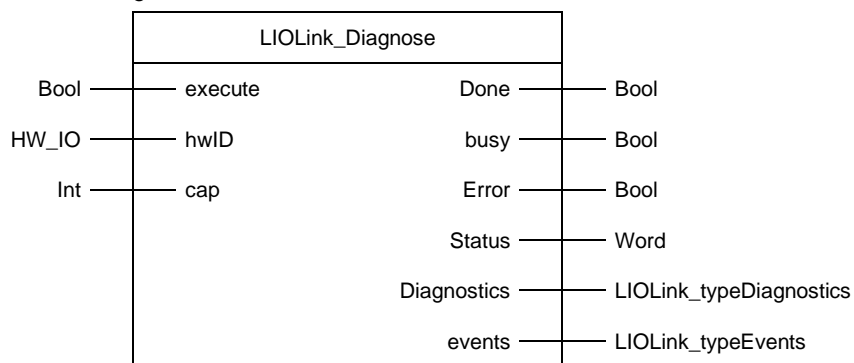 LIOLink_Diagnose
Bool execute Done Bool
HW_IO hwID busy Bool
Int cap Error Bool
Status Word
Diagnostics LIOLink_typeDiagnostics
events LIOLink_typeEvents